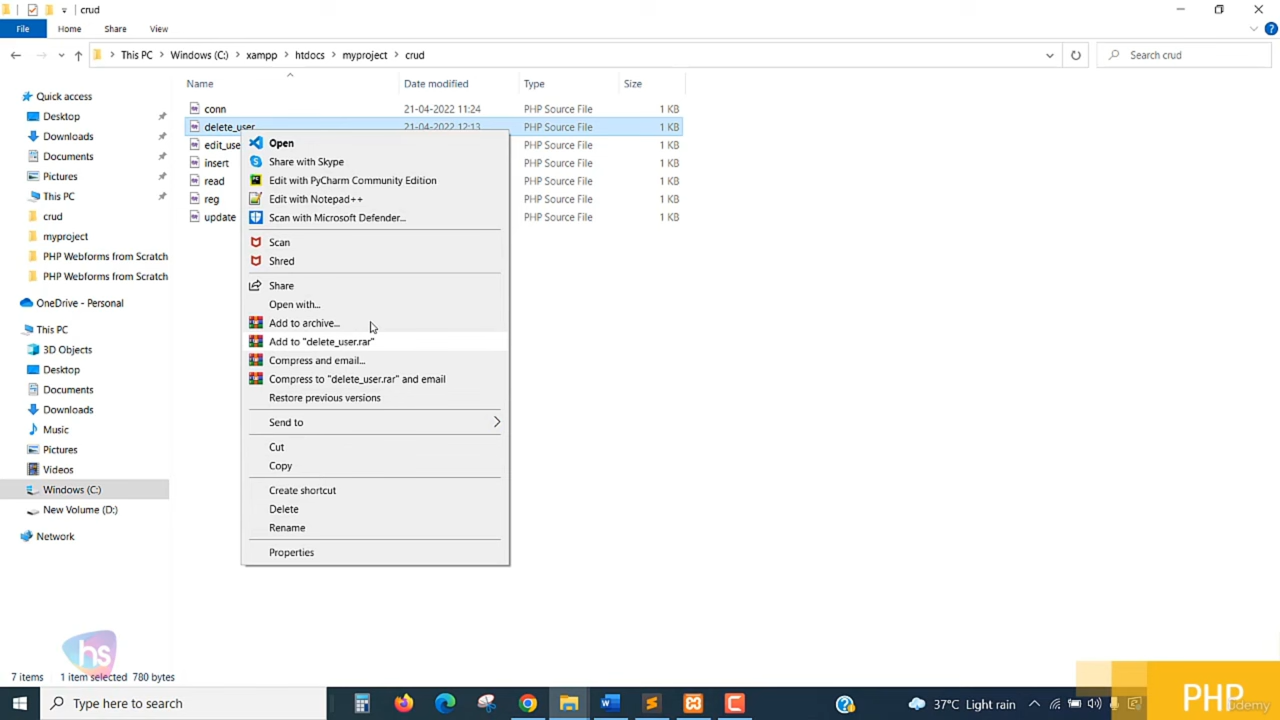 crud
File
Home
Share
View
This PC
Windows (C:)
xampp
htdocs
myproject
crud
Search crud
Name
Date modified
Type
Size
Quick access
Desktop
Downloads
Documents
Pictures
This PC
crud
myproject
PHP Webforms from Scratch
PHP Webforms from Scratch
OneDrive - Personal
This PC
3D Objects
Desktop
Documents
Downloads
Music
Pictures
Videos
Windows (C:)
New Volume (D:)
Network
conn 21-04-2022 11:24 PHP Source File 1 KB
delete_user 21-04-2022 12:13 PHP Source File 1 KB
edit_use PHP Source File 1 KB
insert PHP Source File 1 KB
read PHP Source File 1 KB
reg PHP Source File 1 KB
update PHP Source File 1 KB
Open
Share with Skype
Edit with PyCharm Community Edition
Edit with Notepad++
Scan with Microsoft Defender...
Scan
Shred
Share
Open with...
Add to archive...
Add to "delete_user.rar"
Compress and email...
Compress to "delete_user.rar" and email
Restore previous versions
Send to
Cut
Copy
Create shortcut
Delete
Rename
Properties
hs
7 items
1 item selected 780 bytes
Type here to search
37°C Light rain
PHP
Udemy